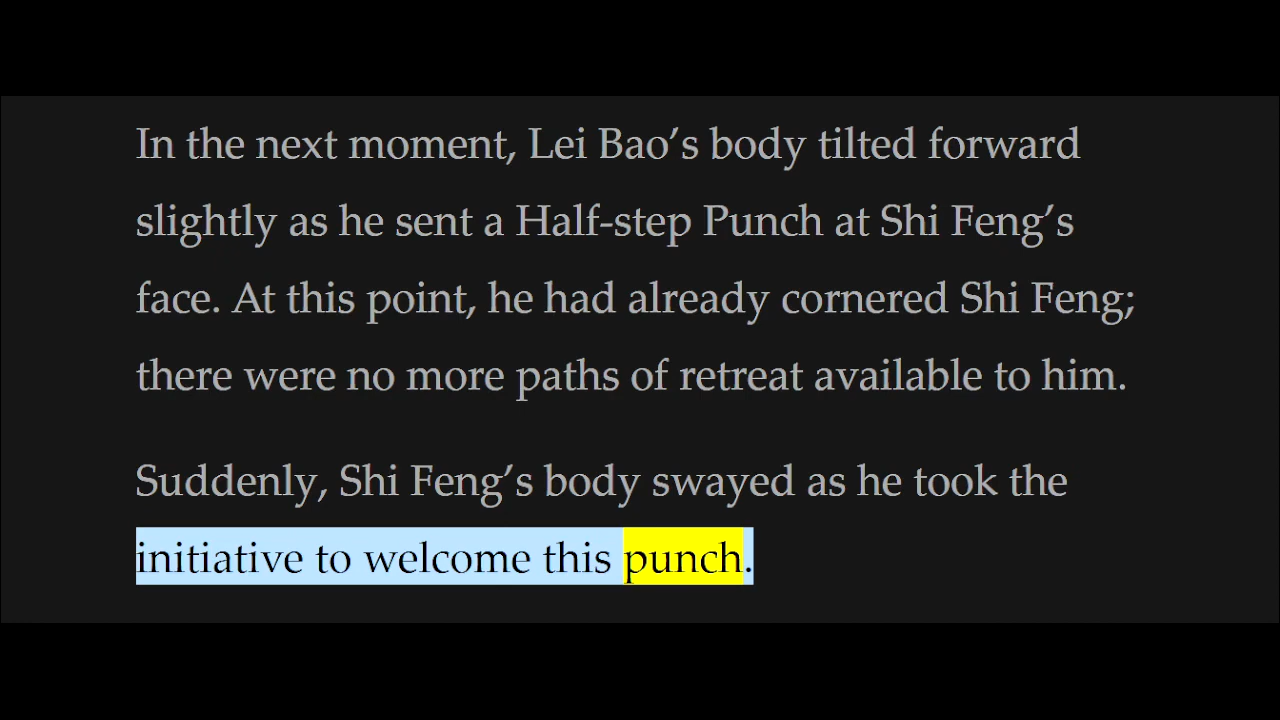 In the next moment, Lei Bao’s body tilted forward
slightly as he sent a Half-step Punch at Shi Feng’s
face. At this point, he had already cornered Shi Feng;
there were no more paths of retreat available to him.
Suddenly, Shi Feng’s body swayed as he took the
initiative to welcome this punch.